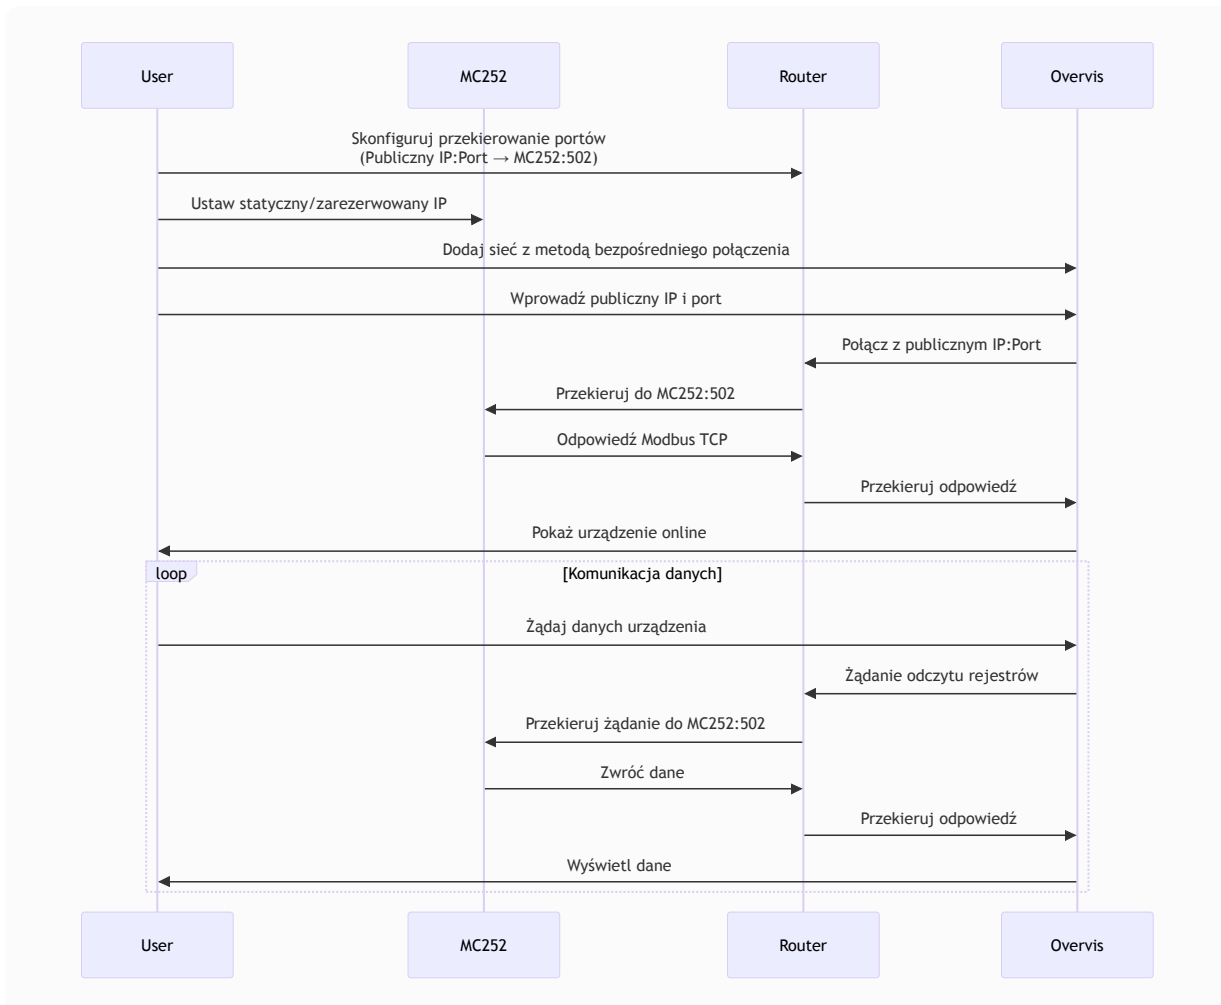 User
MC252
Router
Overvis
Skonfiguruj przekierowanie portów
(Publiczny IP:Port → MC252:502)
Ustaw statyczny/zarezerwowany IP
Dodaj sieć z metodą bezpośredniego połączenia
Wprowadź publiczny IP i port
Połącz z publicznym IP:Port
Przekieruj do MC252:502
Odpowiedź Modbus TCP
Przekieruj odpowiedź
Pokaż urządzenie online
loop
[Komunikacja danych]
Żądaj danych urządzenia
Żądanie odczytu rejestrów
Przekieruj żądanie do MC252:502
Zwróć dane
Przekieruj odpowiedź
Wyświetl dane
User
MC252
Router
Overvis